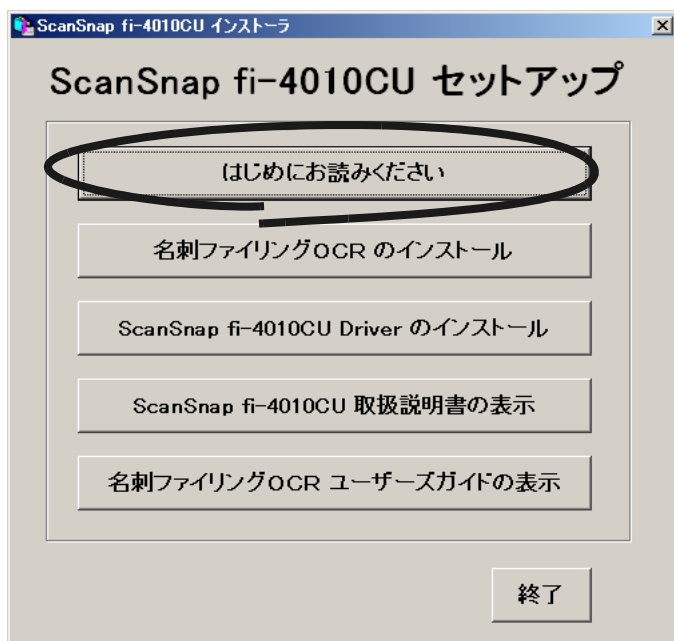 ScanSnap fi-4010CU インストーラ
ScanSnap fi-4010CU セットアップ
はじめにお読みください
名刺ファイリングOCR のインストール
ScanSnap fi-4010CU Driver のインストール
ScanSnap fi-4010CU 取扱説明書の表示
名刺ファイリングOCR ユーザーズガイドの表示
終了